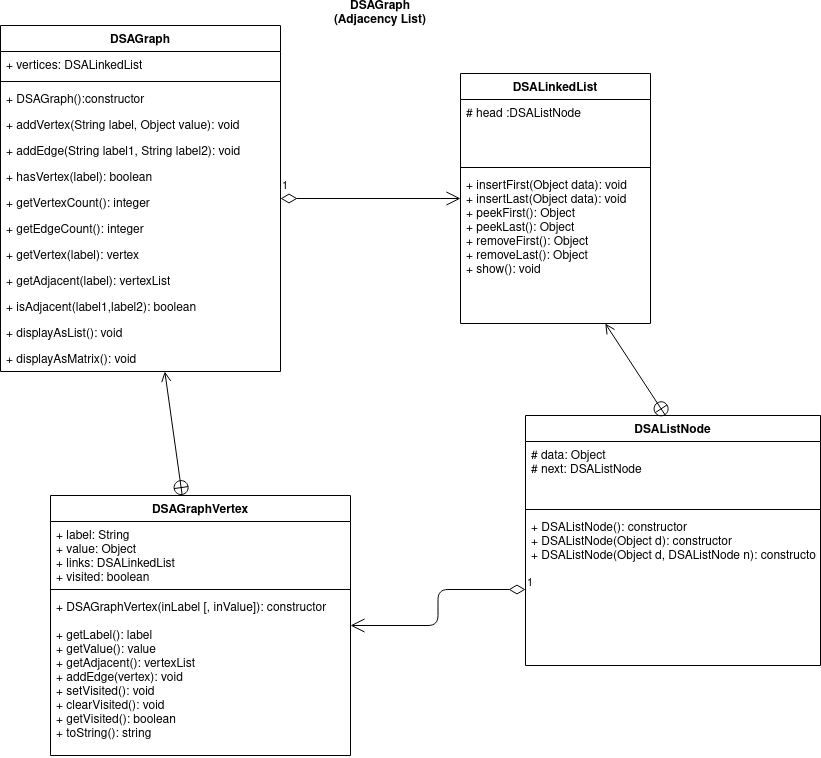 DSAGraph
(Adjacency List)
DSAGraph
+ vertices: DSALinkedList
+ DSAGraph():constructor
+ addVertex(String label, Object value): void
+ addEdge(String label1, String label2): void
+ hasVertex(label): boolean
+ getVertexCount(): integer
+ getEdgeCount(): integer
+ getVertex(label): vertex
+ getAdjacent(label): vertexList
+ isAdjacent(label1,label2): boolean
+ displayAsList(): void
+ displayAsMatrix(): void
1
DSALinkedList
# head :DSAListNode
+ insertFirst(Object data): void
+ insertLast(Object data): void
+ peekFirst(): Object
+ peekLast(): Object
+ removeFirst(): Object
+ removeLast(): Object
+ show(): void
DSAListNode
# data: Object
# next: DSAListNode
+ DSAListNode(): constructor
+ DSAListNode(Object d): constructor
+ DSAListNode(Object d, DSAListNode n): constructo
1
DSAGraphVertex
+ label: String
+ value: Object
+ links: DSALinkedList
+ visited: boolean
+ DSAGraphVertex(inLabel [, inValue]): constructor
+ getLabel(): label
+ getValue(): value
+ getAdjacent(): vertexList
+ addEdge(vertex): void
+ setVisited(): void
+ clearVisited(): void
+ getVisited(): boolean
+ toString(): string